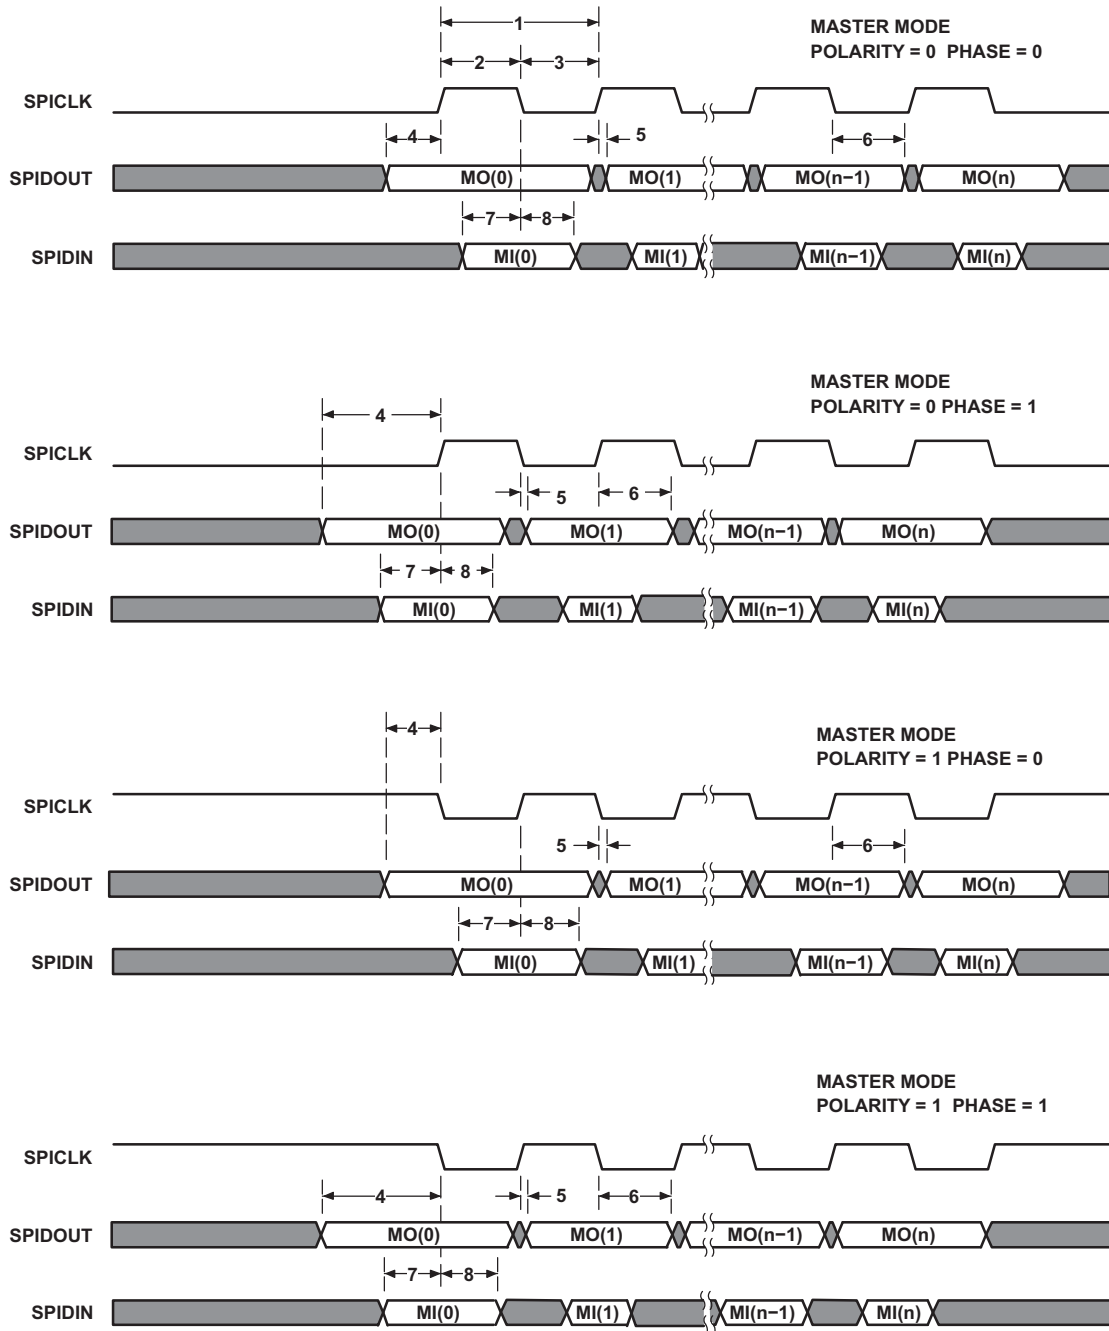 1
MASTER MODE
POLARITY = 0 PHASE = 0
2 3
SPICLK
4 5 6
SPIDOUT MO(0) MO(1) MO(n−1) MO(n)
7 8
SPIDIN MI(0) MI(1) MI(n−1) MI(n)
MASTER MODE
POLARITY = 0 PHASE = 1
4
SPICLK
5 6
SPIDOUT MO(0) MO(1) MO(n−1) MO(n)
7 8
SPIDIN MI(0) MI(1) MI(n−1) MI(n)
4
MASTER MODE
POLARITY = 1 PHASE = 0
SPICLK
5 6
SPIDOUT MO(0) MO(1) MO(n−1) MO(n)
7 8
SPIDIN MI(0) MI(1) MI(n−1) MI(n)
MASTER MODE
POLARITY = 1 PHASE = 1
SPICLK
4 5 6
SPIDOUT MO(0) MO(1) MO(n−1) MO(n)
7 8
SPIDIN MI(0) MI(1) MI(n−1) MI(n)